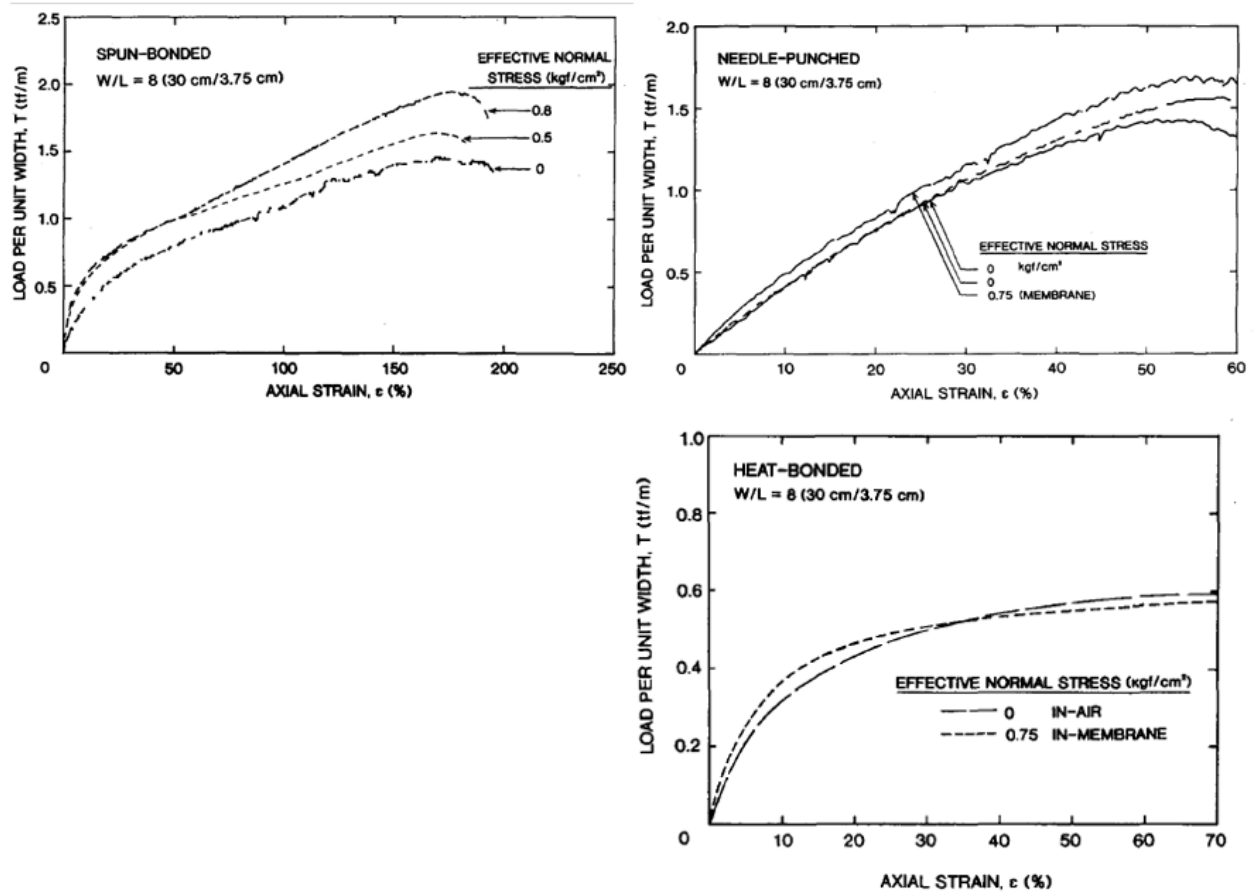 2.5
SPUN-BONDED
W/L = 8 (30 cm/3.75 cm)
EFFECTIVE NORMAL
STRESS (kgf/cm²)
2.0
0.8
0.5
1.5
0
1.0
0.5
0
0
50
100
150
200
250
LOAD PER UNIT WIDTH, T (tf/m)
AXIAL STRAIN, ε (%)
2.0
NEEDLE-PUNCHED
W/L = 8 (30 cm/3.75 cm)
1.5
1.0
EFFECTIVE NORMAL STRESS
0 kgf/cm²
0
0.75 (MEMBRANE)
0.5
0
0
10
20
30
40
50
60
LOAD PER UNIT WIDTH, T (tf/m)
AXIAL STRAIN, ε (%)
1.0
HEAT-BONDED
W/L = 8 (30 cm/3.75 cm)
0.8
0.6
0.4
EFFECTIVE NORMAL STRESS (kgf/cm²)
0 IN-AIR
0.75 IN-MEMBRANE
0.2
0
10
20
30
40
50
60
70
LOAD PER UNIT WIDTH, T (tf/m)
AXIAL STRAIN, ε (%)